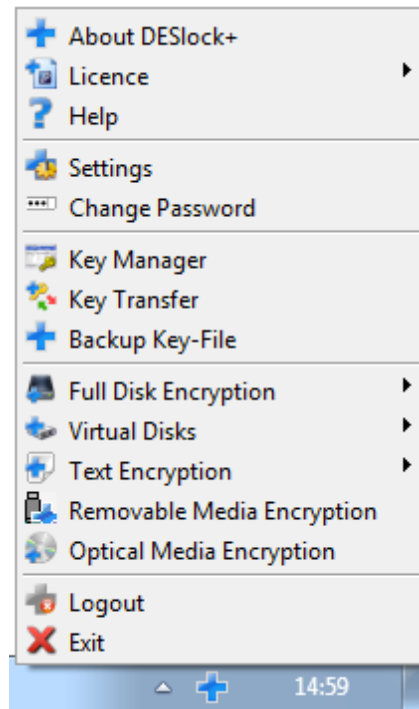 About DESlock+
Licence
Help
Settings
Change Password
Key Manager
Key Transfer
Backup Key-File
Full Disk Encryption
Virtual Disks
Text Encryption
Removable Media Encryption
Optical Media Encryption
Logout
Exit
14:59